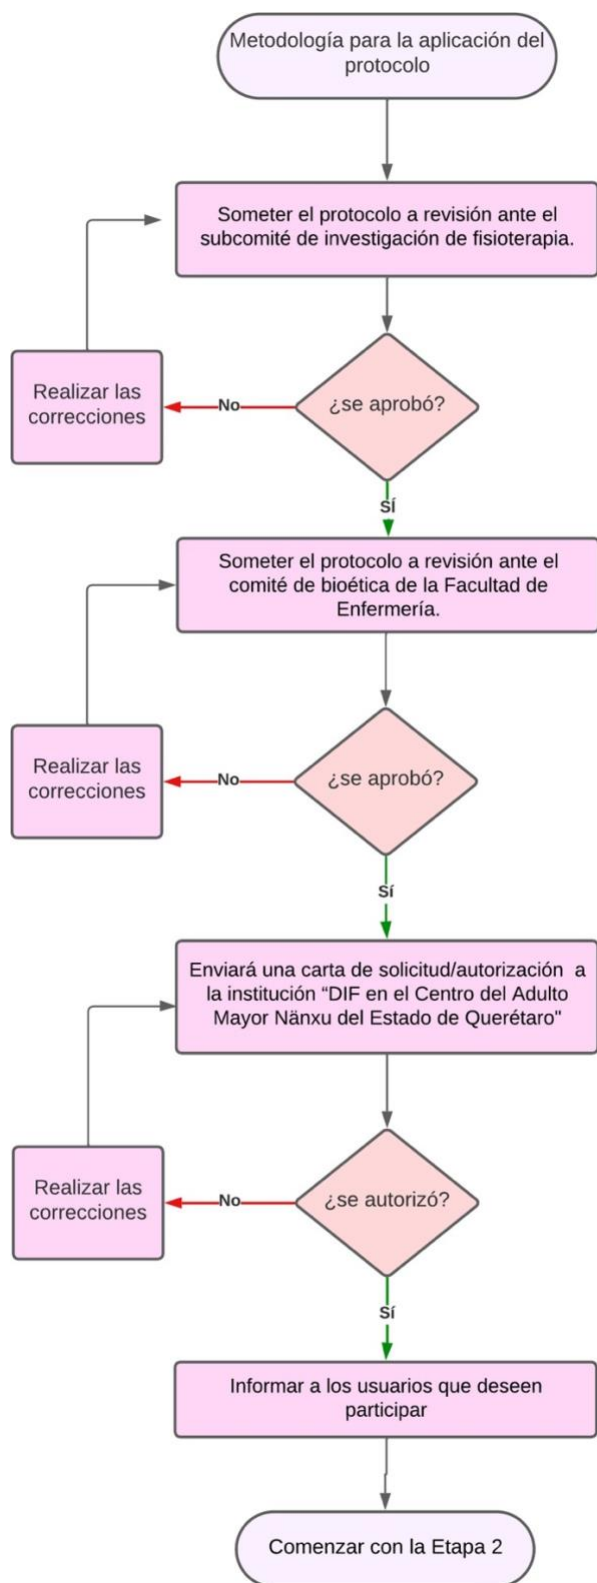 Metodología para la aplicación del
protocolo
Someter el protocolo a revisión ante el
subcomité de investigación de fisioterapia.
Realizar las
correcciones
No
¿se aprobó?
SÍ
Someter el protocolo a revisión ante el
comité de bioética de la Facultad de
Enfermería.
Realizar las
correcciones
No
¿se aprobó?
Sí
Enviará una carta de solicitud/autorización a
la institución “DIF en el Centro del Adulto
Mayor Nänxu del Estado de Querétaro"
Realizar las
correcciones
No
¿se autorizó?
Sí
Informar a los usuarios que deseen
participar
Comenzar con la Etapa 2